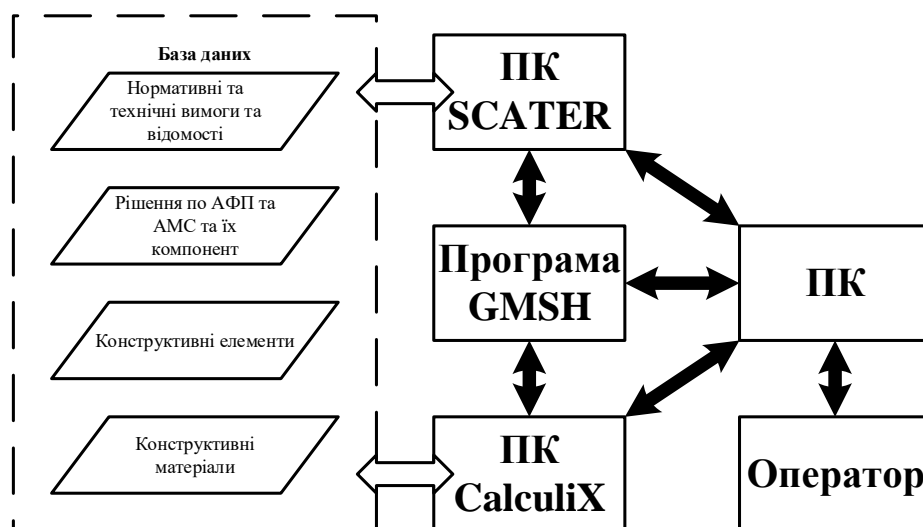 База даних
Нормативні та
технічні вимоги та
відомості
Рішення по АФП та
АМС та їх
компонент
Конструктивні елементи
Конструктивні
матеріали
ПК
SCATER
Програма
GMSH
ПК
CalculiX
ПК
Оператор